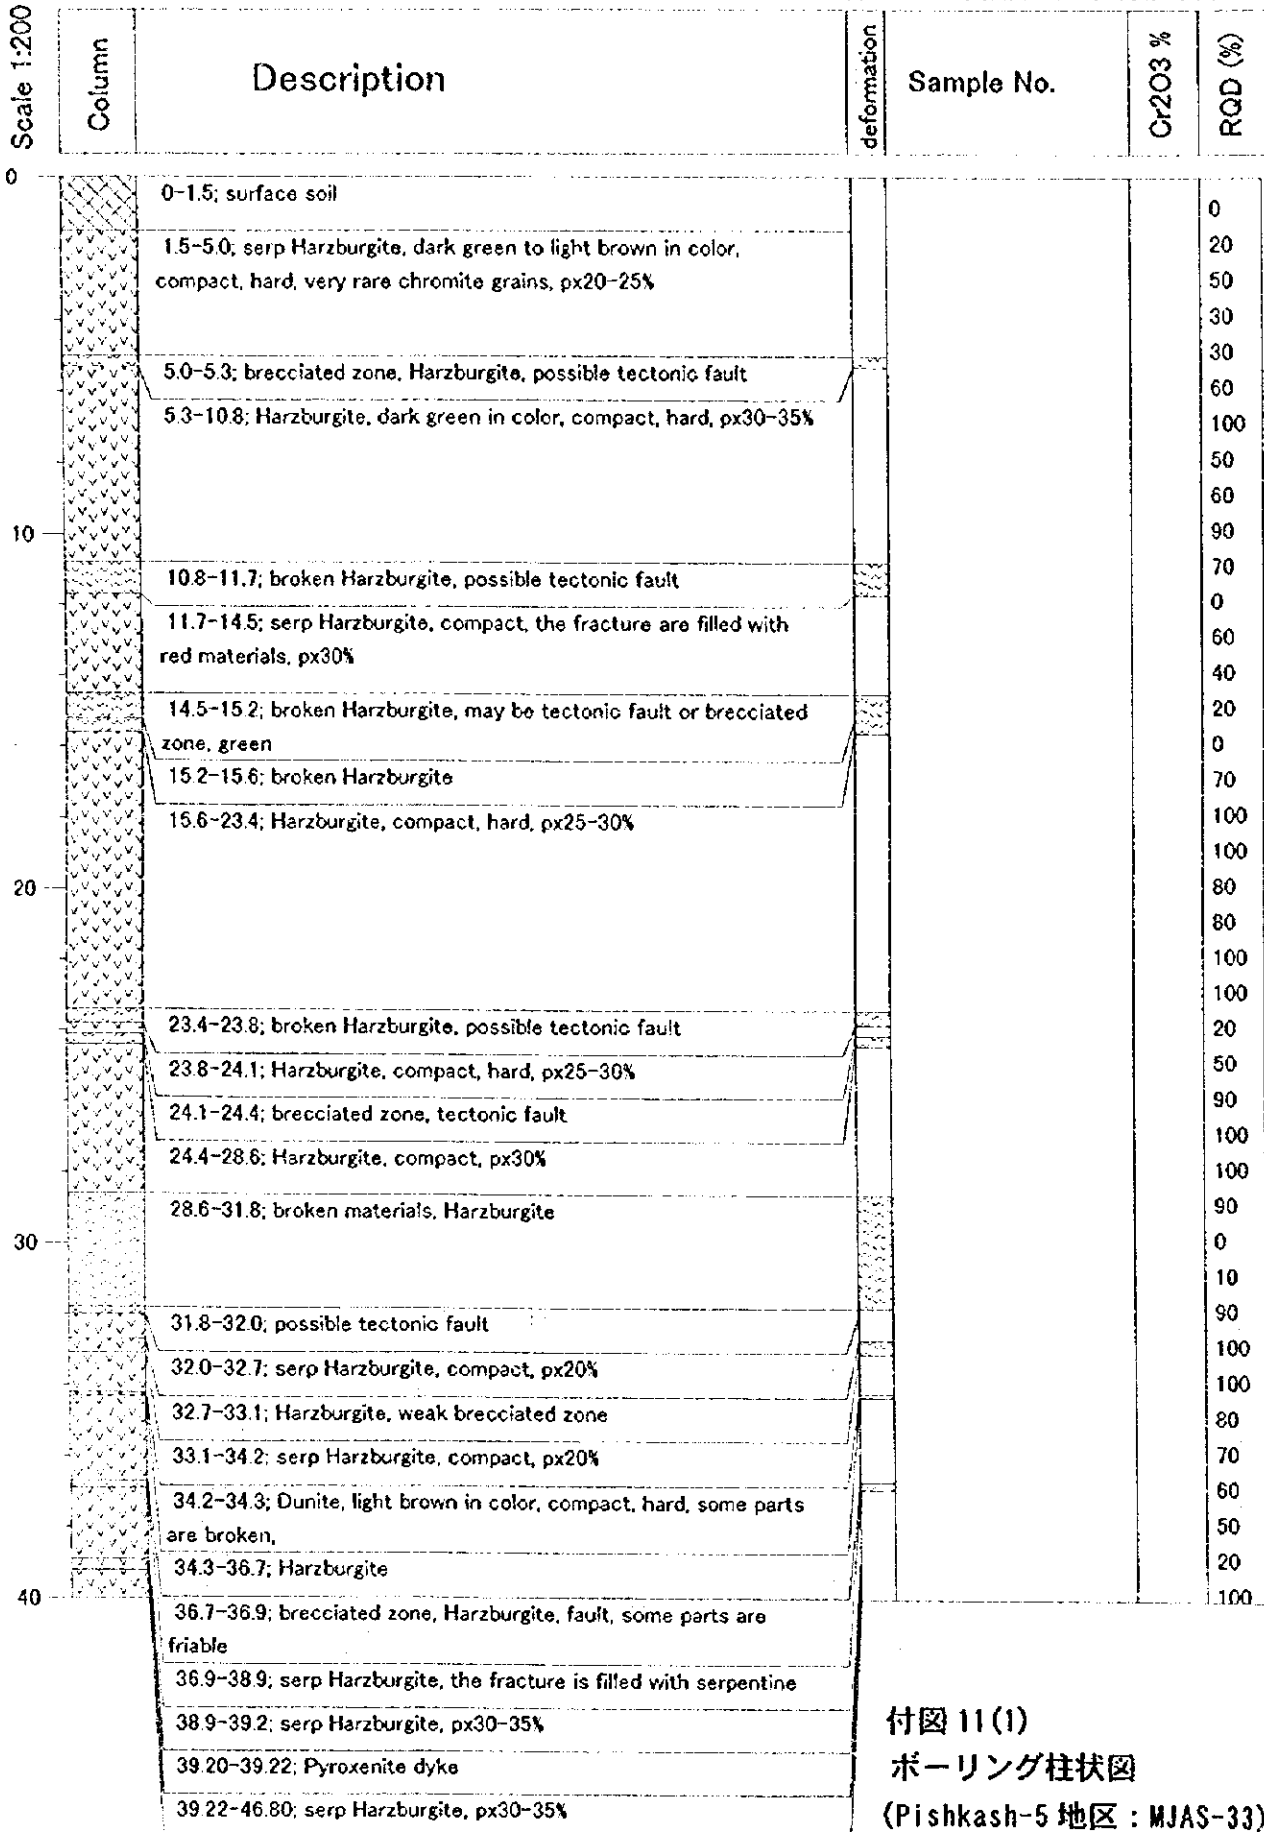 Scale 1:200
Column
Description
deformation
Sample No.
Cr2O3 %
RQD (%)
0
0-1.5; surface soil
1.5-5.0; serp Harzburgite, dark green to light brown in color,
compact, hard, very rare chromite grains, px20-25%
5.0-5.3; brecciated zone, Harzburgite, possible tectonic fault
5.3-10.8; Harzburgite, dark green in color, compact, hard, px30-35%
10
10.8-11.7; broken Harzburgite, possible tectonic fault
11.7-14.5; serp Harzburgite, compact, the fracture are filled with
red materials, px30%
14.5-15.2; broken Harzburgite, may be tectonic fault or brecciated
zone, green
15.2-15.6; broken Harzburgite
15.6-23.4; Harzburgite, compact, hard, px25-30%
20
23.4-23.8; broken Harzburgite, possible tectonic fault
23.8-24.1; Harzburgite, compact, hard, px25-30%
24.1-24.4; brecciated zone, tectonic fault
24.4-28.6; Harzburgite, compact, px30%
28.6-31.8; broken materials, Harzburgite
30
31.8-32.0; possible tectonic fault
32.0-32.7; serp Harzburgite, compact, px20%
32.7-33.1; Harzburgite, weak brecciated zone
33.1-34.2; serp Harzburgite, compact, px20%
34.2-34.3; Dunite, light brown in color, compact, hard, some parts
are broken,
34.3-36.7; Harzburgite
40
36.7-36.9; brecciated zone, Harzburgite, fault, some parts are
friable
36.9-38.9; serp Harzburgite, the fracture is filled with serpentine
38.9-39.2; serp Harzburgite, px30-35%
39.20-39.22; Pyroxenite dyke
39.22-46.80; serp Harzburgite, px30-35%
0
20
50
30
30
60
100
50
60
90
70
0
60
40
20
0
70
100
100
80
80
100
100
20
50
90
100
100
90
0
10
90
100
100
80
70
60
50
20
100
付図 11(1)
ボーリング柱状図
(Pishkash-5 地区 : MJAS-33)